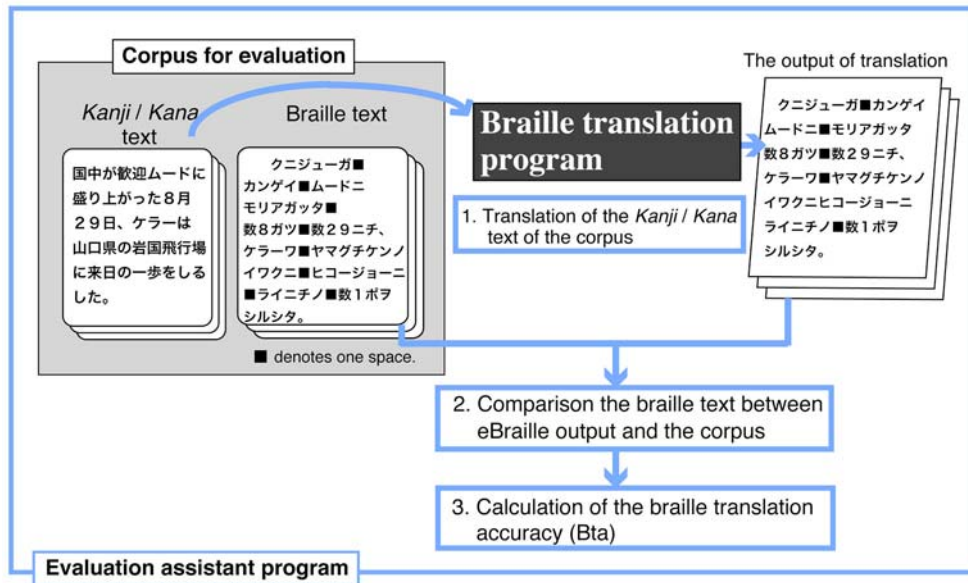 Corpus for evaluation
The output of translation
Kanji / Kana
text
Braille text
国中が歓迎ムードに
盛り上がった８月
２９日、ケラーは
山口県の岩国飛行場
に来日の一歩をしる
した。
クニジューガ■
カンゲイ■ムードニ
モリアガッタ■
数８ガツ■数２９ニチ、
ケラーワ■ヤマグチケンノ
イワクニ■ヒコージョーニ
■ライニチノ■数１ポヲ
シルシタ。
■ denotes one space.
Braille translation
program
1. Translation of the Kanji / Kana
text of the corpus
クニジューガ■カンゲイ
ムードニ■モリアガッタ
数８ガツ■数２９ニチ、
ケラーワ■ヤマグチケンノ
イワクニヒコージョーニ
ライニチノ■数１ポヲ
シルシタ。
2. Comparison the braille text between
eBraille output and the corpus
3. Calculation of the braille translation
accuracy (Bta)
Evaluation assistant program